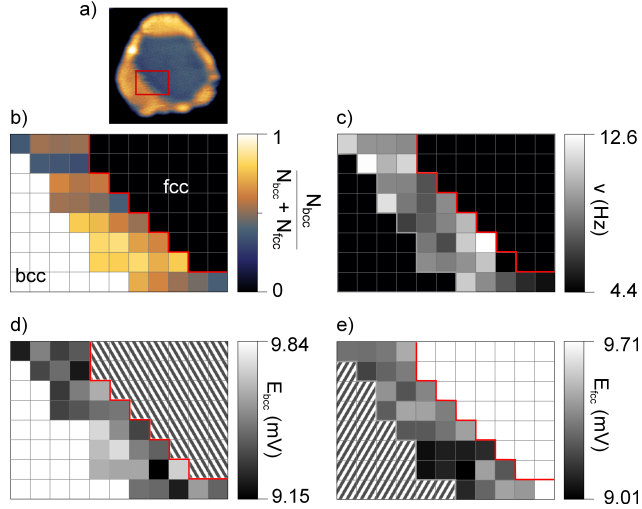 a)
b)
fcc
bcc
1
N_bcc
N_bcc + N_fcc
0
c)
12.6
ν (Hz)
4.4
d)
9.84
E_bcc (mV)
9.15
e)
9.71
E_fcc (mV)
9.01